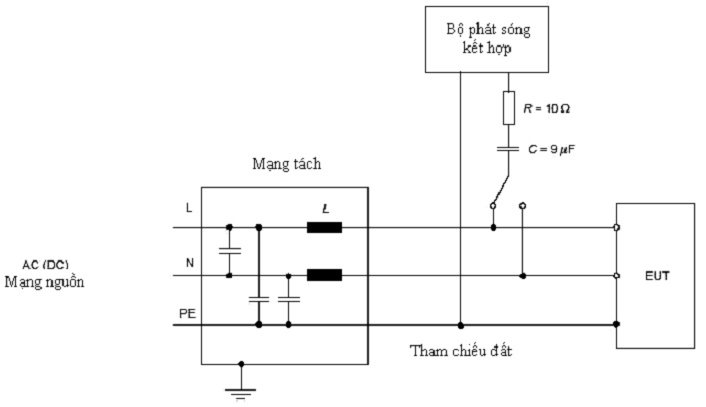 Bộ phát sóng
kết hợp
R = 10 Ω
C = 9 µF
Mạng tách
L
L
N
AC (DC)
Mạng nguồn
EUT
PE
Tham chiếu đất